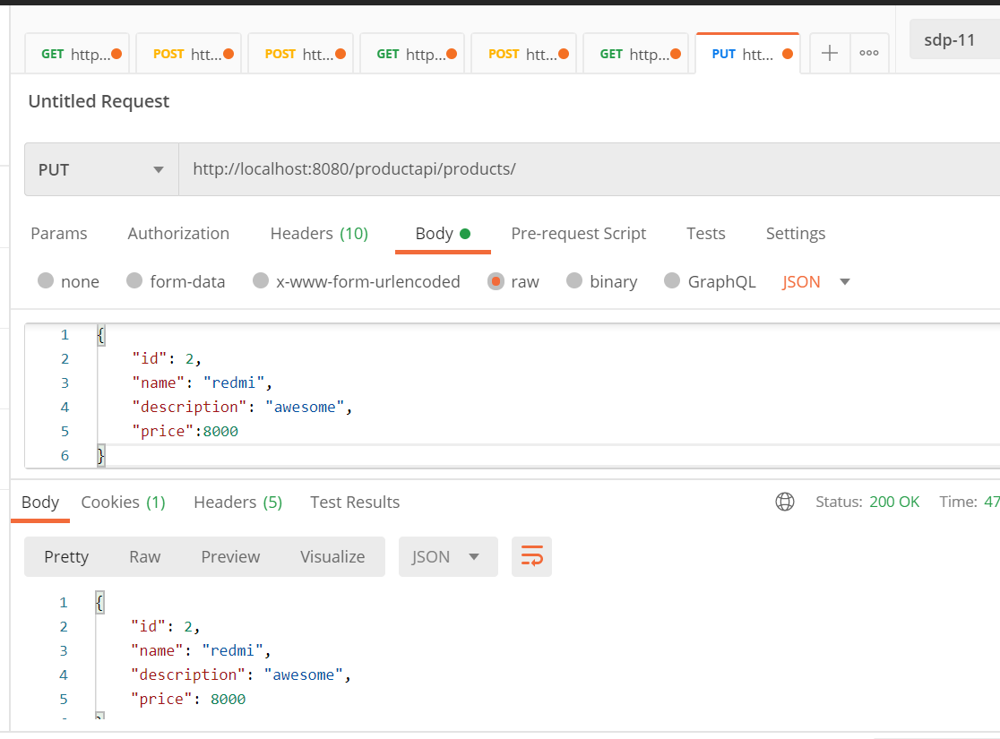 GET http... POST htt... POST htt... GET http... POST htt... GET http... PUT htt... sdp-11
Untitled Request
PUT http://localhost:8080/productapi/products/
Params Authorization Headers (10) Body Pre-request Script Tests Settings
none form-data x-www-form-urlencoded raw binary GraphQL JSON
1 {
2 "id": 2,
3 "name": "redmi",
4 "description": "awesome",
5 "price":8000
6 }
Body Cookies (1) Headers (5) Test Results Status: 200 OK Time: 47
Pretty Raw Preview Visualize JSON
1 {
2 "id": 2,
3 "name": "redmi",
4 "description": "awesome",
5 "price": 8000
}